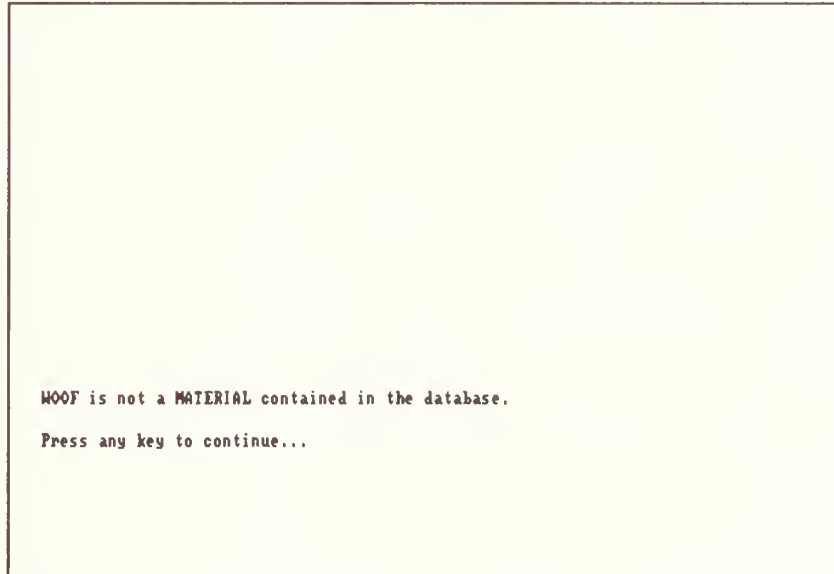 WOOF is not a MATERIAL contained in the database.
Press any key to continue...